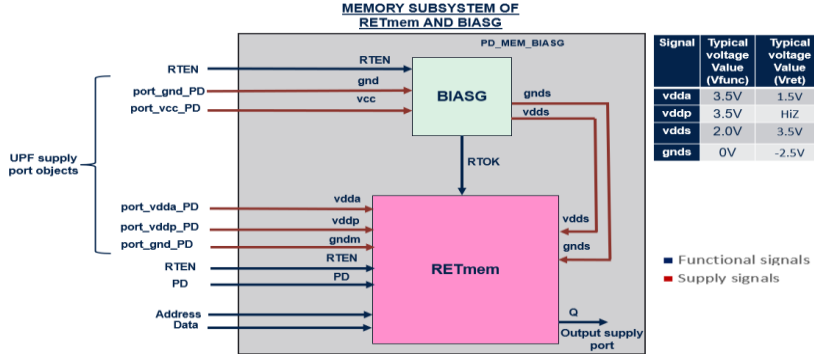 MEMORY SUBSYSTEM OF
RETmem AND BIASG
PD_MEM_BIASG
RTEN
RTEN
port_gnd_PD
gnd
port_vcc_PD
vcc
BIASG
gnds
vdds
UPF supply
port objects
RTOK
port_vdda_PD
vdda
port_vddp_PD
vddp
port_gnd_PD
gndm
RTEN
RTEN
PD
PD
Address
Data
RETmem
vdds
gnds
Q
Output supply
port
Signal Typical voltage Value (Vfunc) Typical voltage Value (Vret)
vdda 3.5V 1.5V
vddp 3.5V HiZ
vdds 2.0V 3.5V
gnds 0V -2.5V
Functional signals
Supply signals